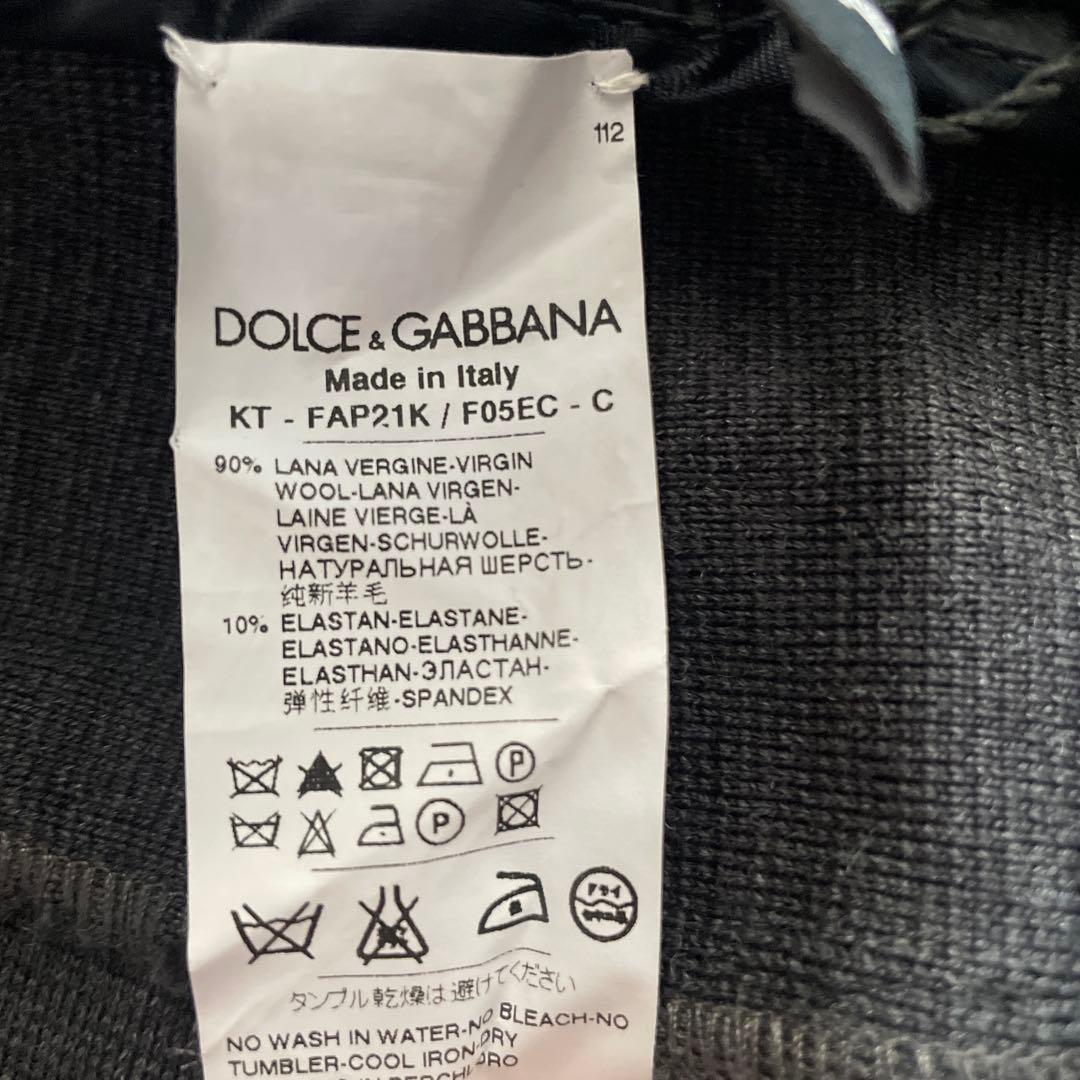 112
DOLCE & GABBANA
Made in Italy
KT - FAP21K / F05EC - C
90% LANA VERGINE-VIRGIN
WOOL-LANA VIRGEN-
LAINE VIERGE-LÀ
VIRGEN-SCHURWOLLE-
НАТУРАЛЬНАЯ ШЕРСТЬ-
纯新羊毛
10% ELASTAN-ELASTANE-
ELASTANO-ELASTHANNE-
ELASTHAN-ЭЛАСТАН-
弹性纤维-SPANDEX
P
P
ドライ
タンブル乾燥は避けてください
NO WASH IN WATER-NO BLEACH-NO
TUMBLER-COOL IRON-DRY